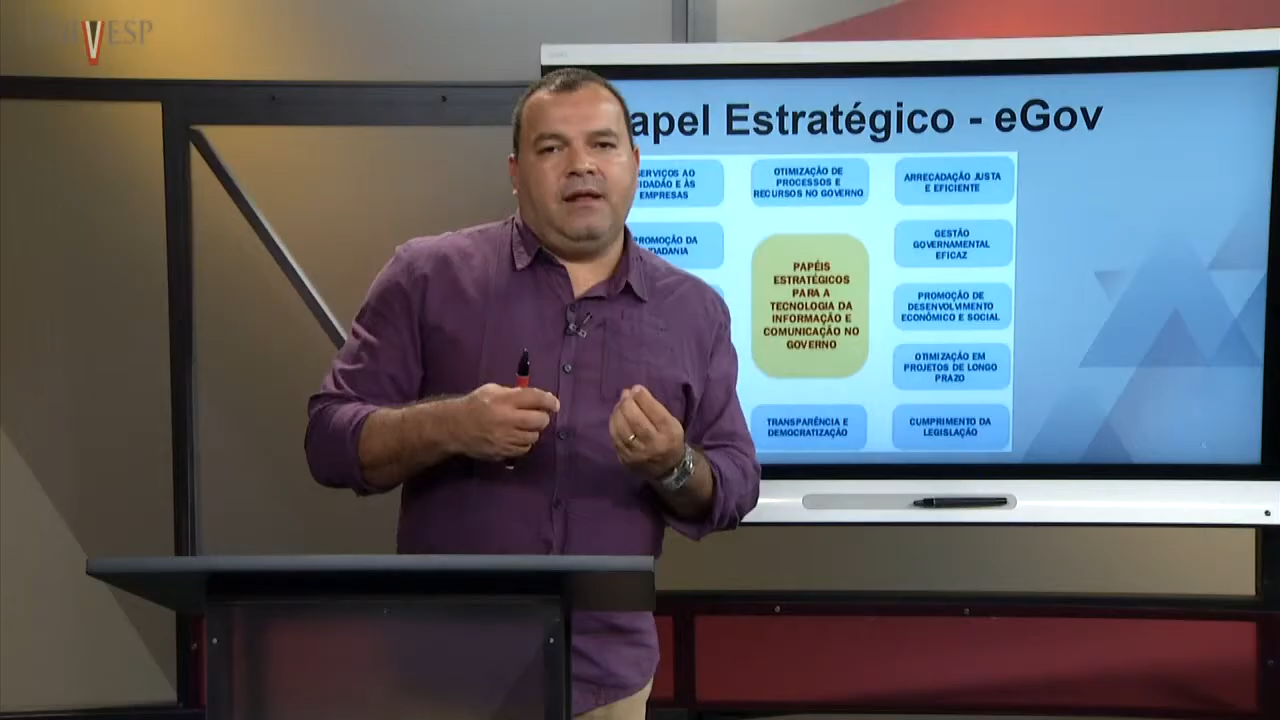 VESP
apel Estratégico - eGov
ERVIÇOS AO
IDADÃO E ÀS
EMPRESAS
OTIMIZAÇÃO DE
PROCESSOS E
RECURSOS NO GOVERNO
ARRECADAÇÃO JUSTA
E EFICIENTE
PROMOÇÃO DA
DADANIA
GESTÃO
GOVERNAMENTAL
EFICAZ
PAPÉIS
ESTRATÉGICOS
PARA A
TECNOLOGIA DA
INFORMAÇÃO E
COMUNICAÇÃO NO
GOVERNO
PROMOÇÃO DE
DESENVOLVIMENTO
ECONÔMICO E SOCIAL
OTIMIZAÇÃO EM
PROJETOS DE LONGO
PRAZO
TRANSPARÊNCIA E
DEMOCRATIZAÇÃO
CUMPRIMENTO DA
LEGISLAÇÃO